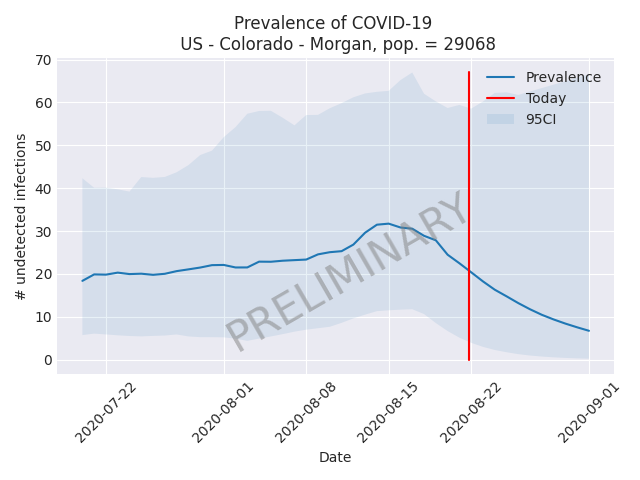 Prevalence of COVID-19
US - Colorado - Morgan, pop. = 29068
# undetected infections
70
60
50
40
30
20
10
0
Prevalence
Today
95CI
PRELIMINARY
2020-07-22
2020-08-01
2020-08-08
2020-08-15
2020-08-22
2020-09-01
Date